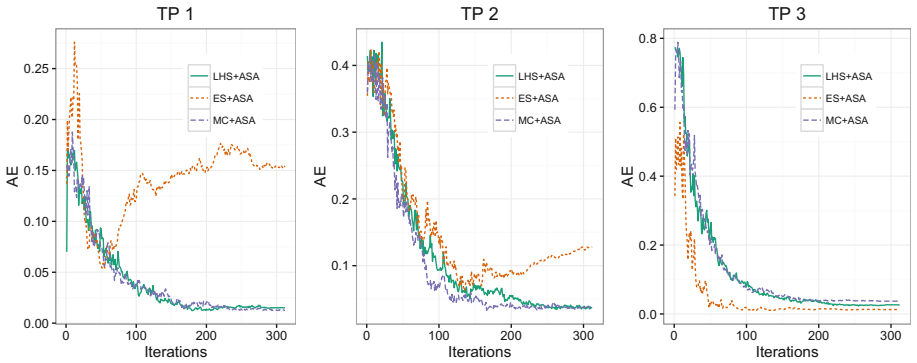 TP 1
AE
0.25
0.20
0.15
0.10
0.05
0.00
LHS+ASA
ES+ASA
MC+ASA
0 100 200 300
Iterations
TP 2
AE
0.4
0.3
0.2
0.1
LHS+ASA
ES+ASA
MC+ASA
0 100 200 300
Iterations
TP 3
AE
0.8
0.6
0.4
0.2
0.0
LHS+ASA
ES+ASA
MC+ASA
0 100 200 300
Iterations